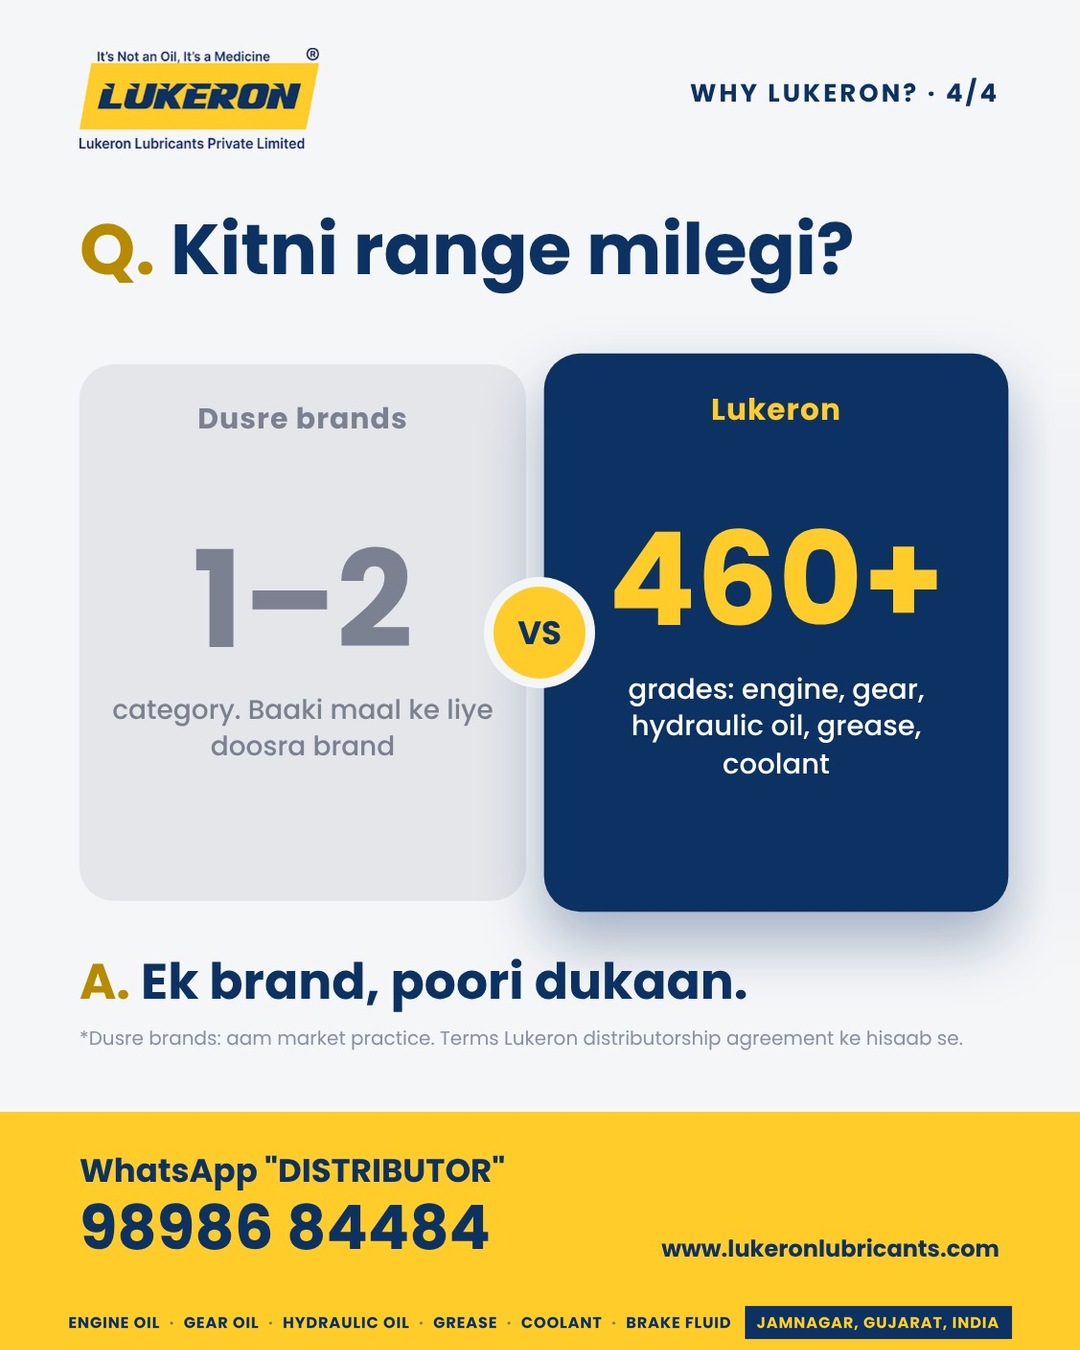 It's Not an Oil, It's a Medicine ®
LUKERON
Lukeron Lubricants Private Limited
WHY LUKERON? · 4/4
Q. Kitni range milegi?
Dusre brands
1–2
category. Baaki maal ke liye
doosra brand
VS
Lukeron
460+
grades: engine, gear,
hydraulic oil, grease,
coolant
A. Ek brand, poori dukaan.
*Dusre brands: aam market practice. Terms Lukeron distributorship agreement ke hisaab se.
WhatsApp "DISTRIBUTOR"
98986 84484
www.lukeronlubricants.com
ENGINE OIL · GEAR OIL · HYDRAULIC OIL · GREASE · COOLANT · BRAKE FLUID
JAMNAGAR, GUJARAT, INDIA